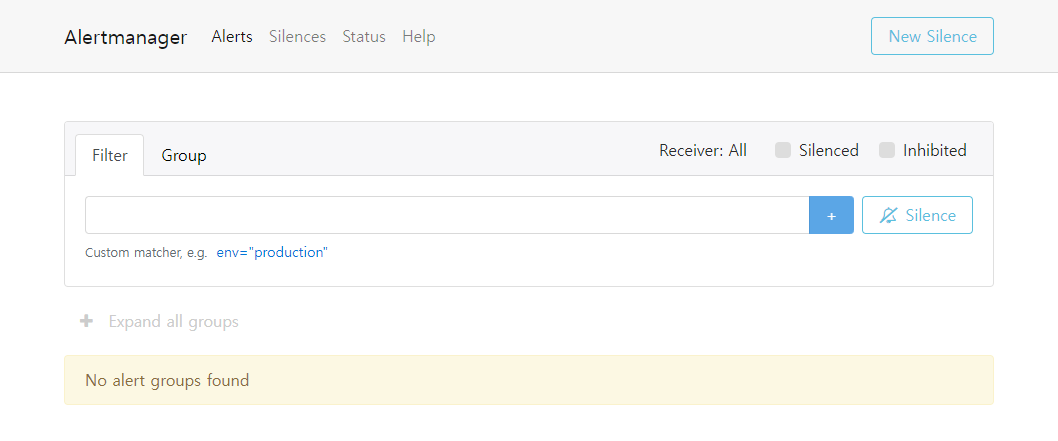 Alertmanager Alerts Silences Status Help New Silence
Filter Group Receiver: All Silenced Inhibited
+ Silence
Custom matcher, e.g. env="production"
+ Expand all groups
No alert groups found